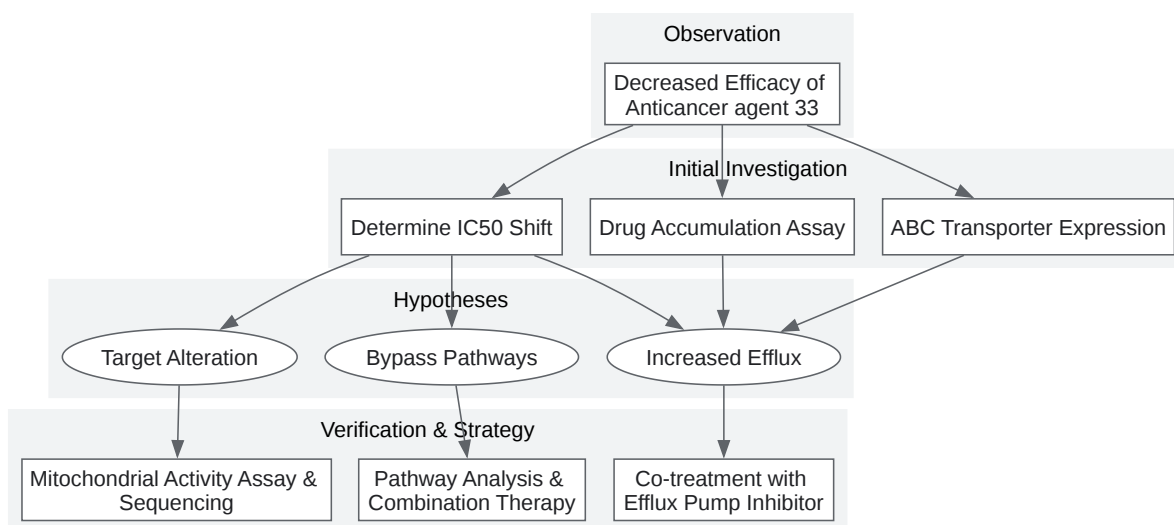 Observation
Decreased Efficacy of
Anticancer agent 33
Initial Investigation
Determine IC50 Shift
Drug Accumulation Assay
ABC Transporter Expression
Hypotheses
Target Alteration
Bypass Pathways
Increased Efflux
Verification & Strategy
Mitochondrial Activity Assay &
Sequencing
Pathway Analysis &
Combination Therapy
Co-treatment with
Efflux Pump Inhibitor